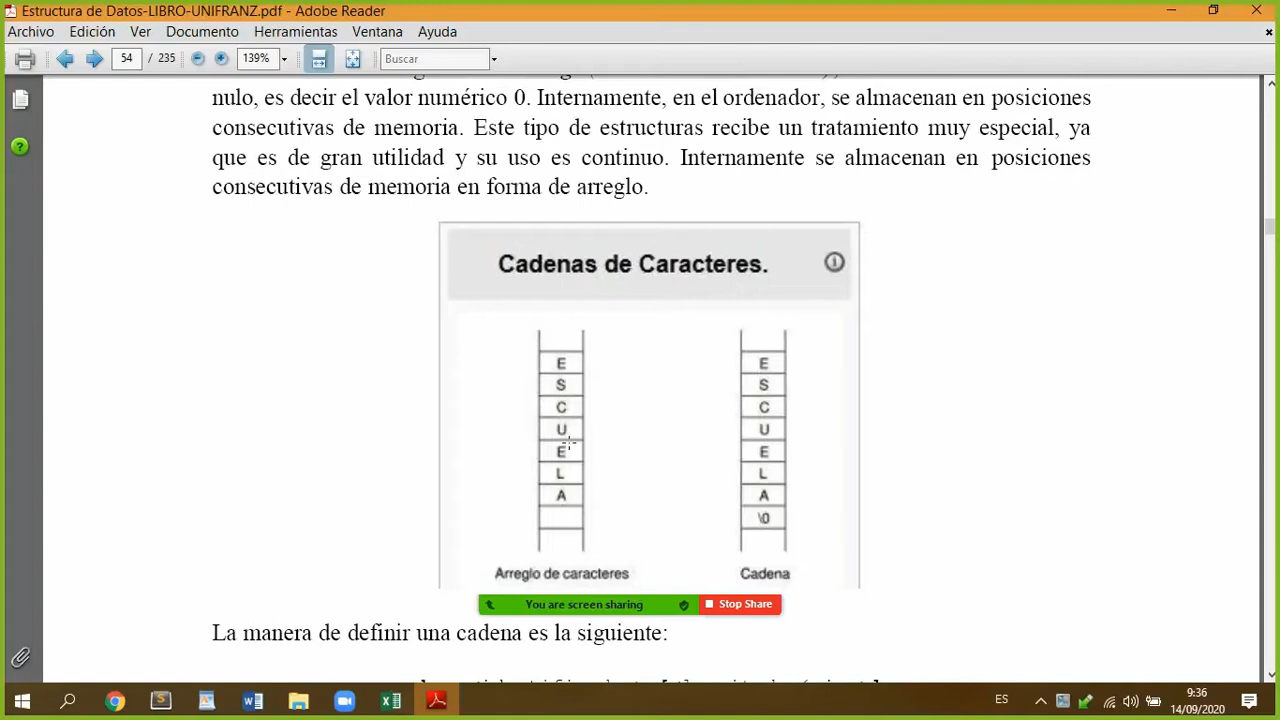 Estructura de Datos-LIBRO-UNIFRANZ.pdf - Adobe Reader
Archivo Edición Ver Documento Herramientas Ventana Ayuda
54 / 235 139% Buscar
nulo, es decir el valor numérico 0. Internamente, en el ordenador, se almacenan en posiciones
consecutivas de memoria. Este tipo de estructuras recibe un tratamiento muy especial, ya
que es de gran utilidad y su uso es continuo. Internamente se almacenan en posiciones
consecutivas de memoria en forma de arreglo.
Cadenas de Caracteres.
E
S
C
U
E
L
A
Arreglo de caracteres
E
S
C
U
E
L
A
\0
Cadena
You are screen sharing Stop Share
La manera de definir una cadena es la siguiente:
ES
9:36
14/09/2020